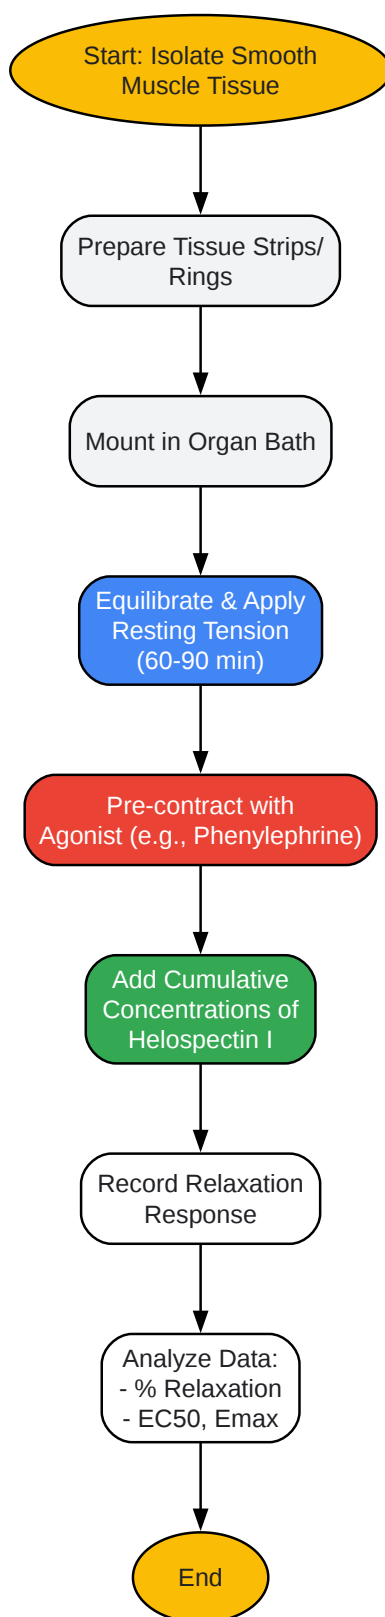 Start: Isolate Smooth
Muscle Tissue
Prepare Tissue Strips/
Rings
Mount in Organ Bath
Equilibrate & Apply
Resting Tension
(60-90 min)
Pre-contract with
Agonist (e.g., Phenylephrine)
Add Cumulative
Concentrations of
Helospectin I
Record Relaxation
Response
Analyze Data:
- % Relaxation
- EC50, Emax
End